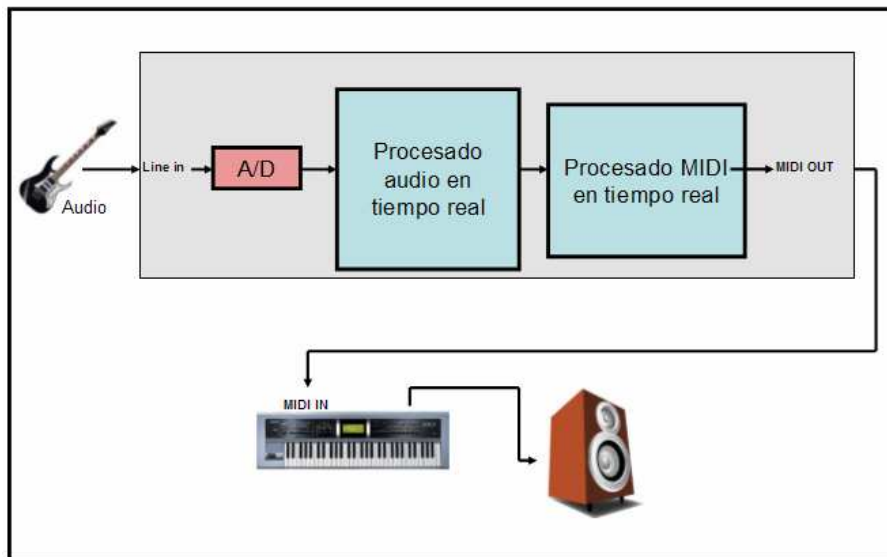 Audio
Line in
A/D
Procesado
audio en
tiempo real
Procesado MIDI
en tiempo real
MIDI OUT
MIDI IN